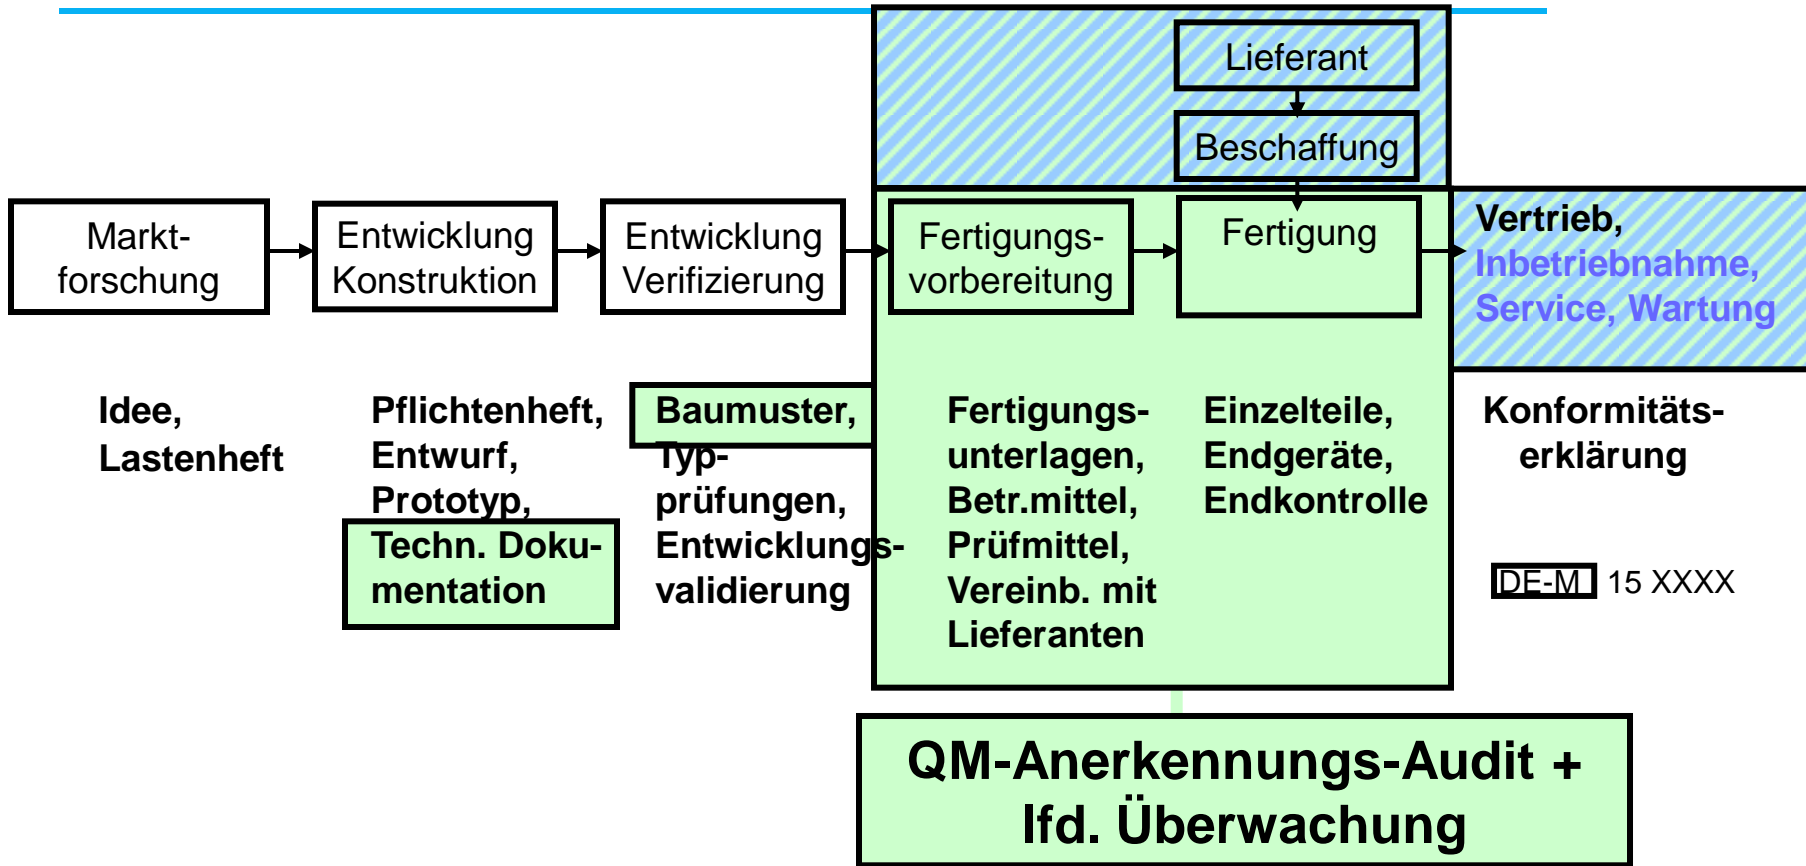 Lieferant
Beschaffung
Markt-
forschung
Entwicklung
Konstruktion
Entwicklung
Verifizierung
Fertigungs-
vorbereitung
Fertigung
Vertrieb,
Inbetriebnahme,
Service, Wartung
Idee,
Lastenheft
Pflichtenheft,
Entwurf,
Prototyp,
Techn. Doku-
mentation
Baumuster,
Typ-
prüfungen,
Entwicklungs-
validierung
Fertigungs-
unterlagen,
Betr.mittel,
Prüfmittel,
Vereinb. mit
Lieferanten
Einzelteile,
Endgeräte,
Endkontrolle
Konformitäts-
erklärung
DE-M 15 XXXX
QM-Anerkennungs-Audit +
lfd. Überwachung